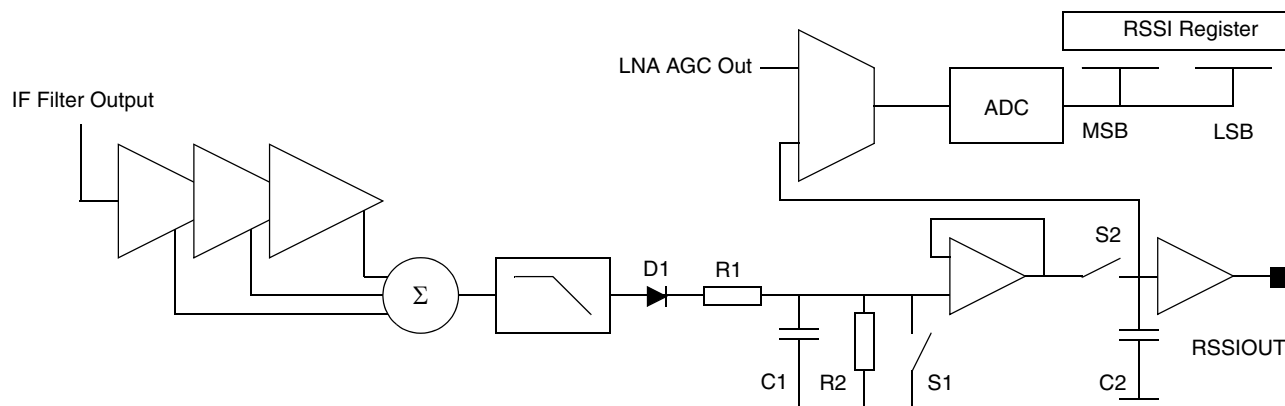 RSSI Register
LNA AGC Out
IF Filter Output
ADC
MSB
LSB
S2
D1
R1
Σ
RSSIOUT
C1
R2
S1
C2